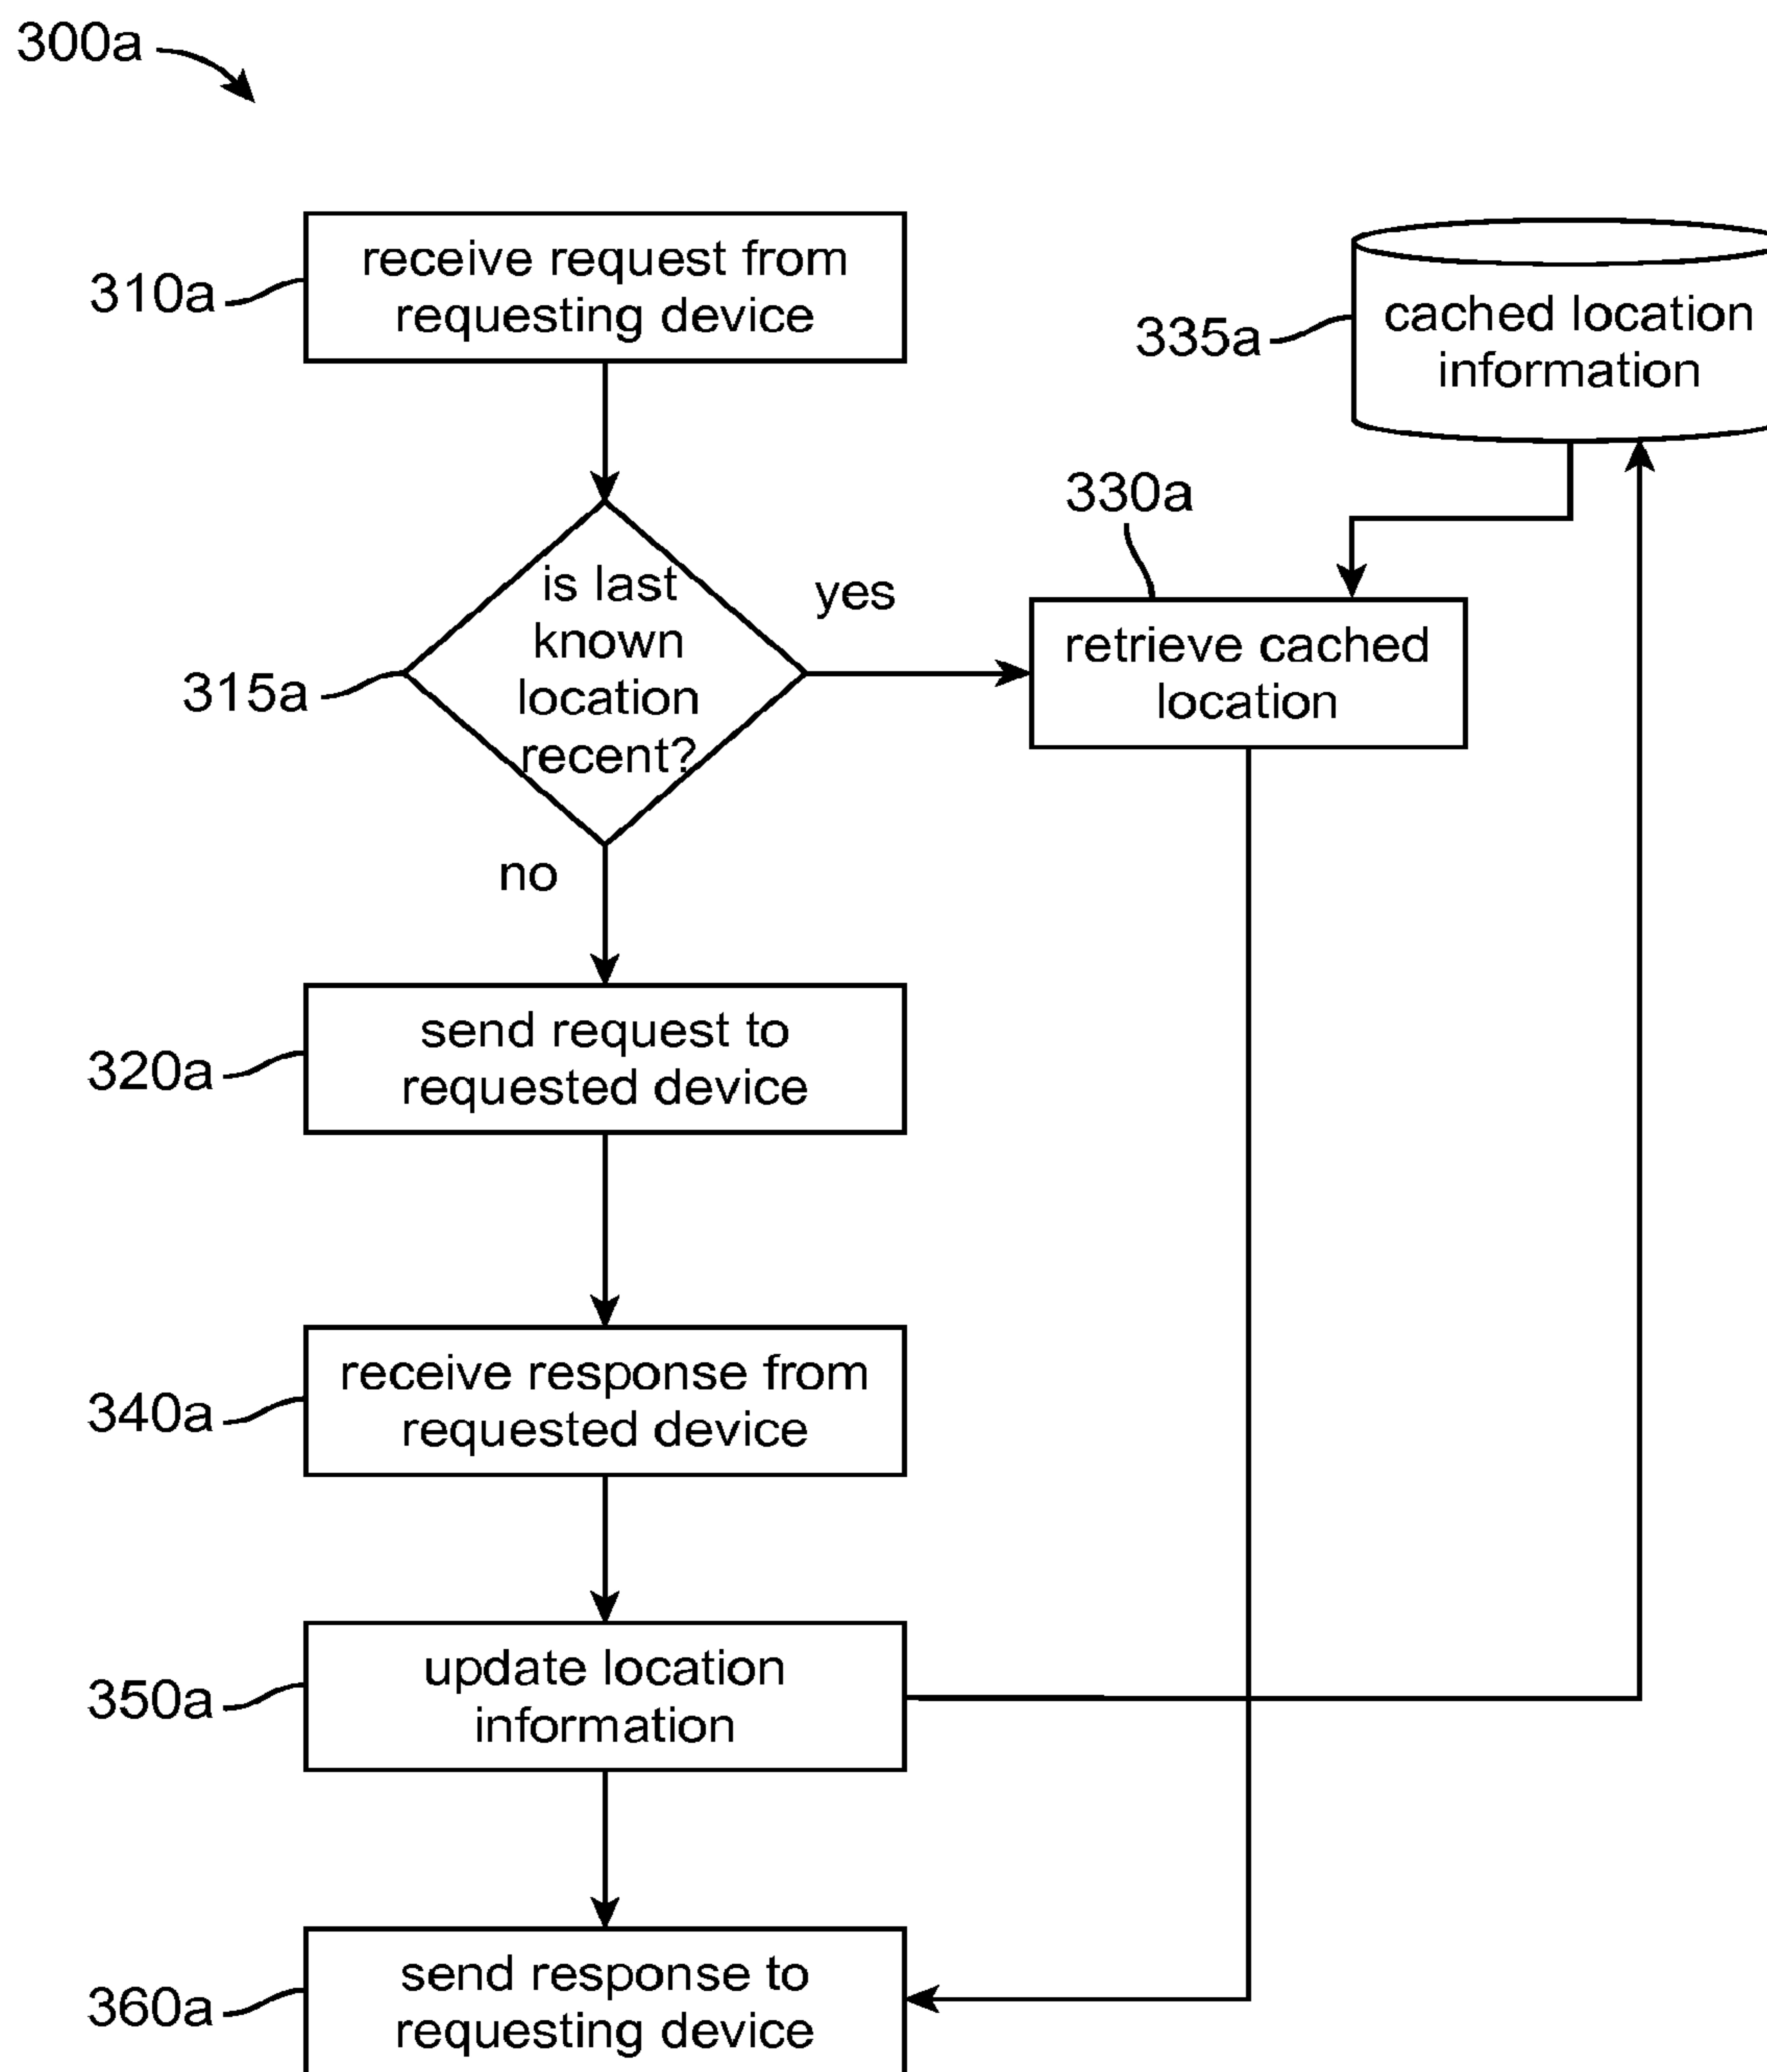 300a
310a
receive request from
requesting device
335a
cached location
information
315a
is last
known
location
recent?
yes
330a
retrieve cached
location
no
320a
send request to
requested device
340a
receive response from
requested device
350a
update location
information
360a
send response to
requesting device